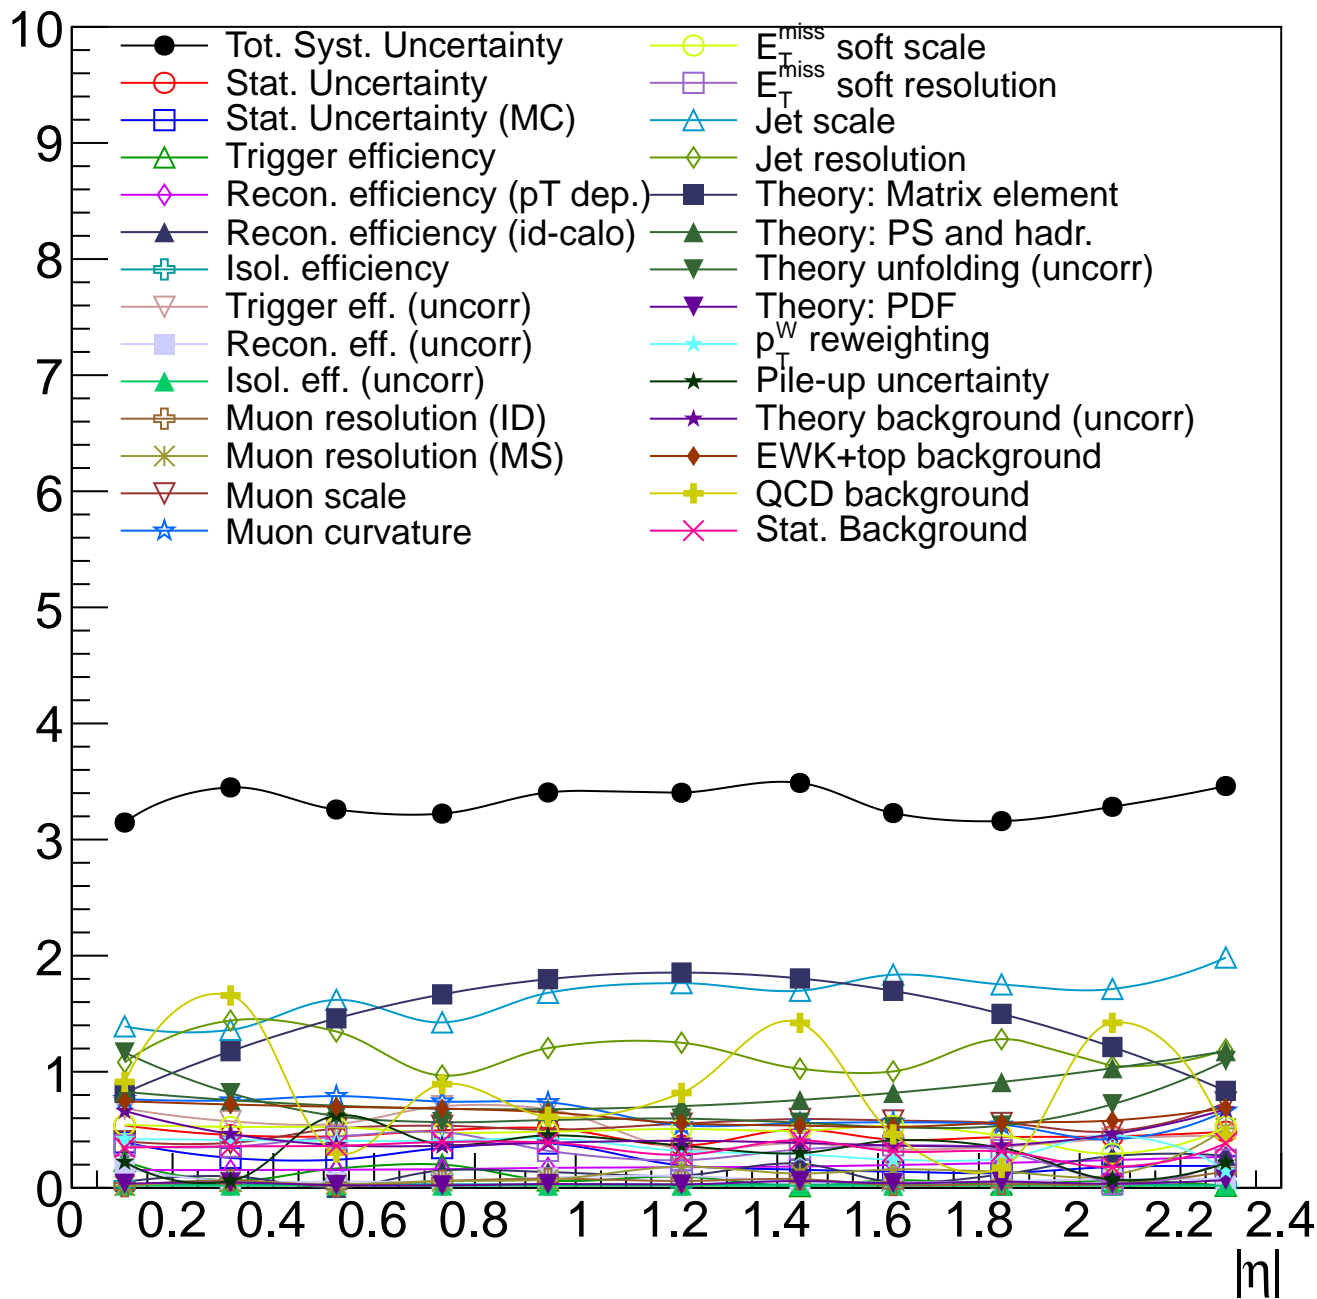 10
9
8
7
6
5
4
3
2
1
0
Tot. Syst. Uncertainty
Stat. Uncertainty
Stat. Uncertainty (MC)
Trigger efficiency
Recon. efficiency (pT dep.)
Recon. efficiency (id-calo)
Isol. efficiency
Trigger eff. (uncorr)
Recon. eff. (uncorr)
Isol. eff. (uncorr)
Muon resolution (ID)
Muon resolution (MS)
Muon scale
Muon curvature
E_T^miss soft scale
E_T^miss soft resolution
Jet scale
Jet resolution
Theory: Matrix element
Theory: PS and hadr.
Theory unfolding (uncorr)
Theory: PDF
p_T^W reweighting
Pile-up uncertainty
Theory background (uncorr)
EWK+top background
QCD background
Stat. Background
0 0.2 0.4 0.6 0.8 1 1.2 1.4 1.6 1.8 2 2.2 2.4
|η|